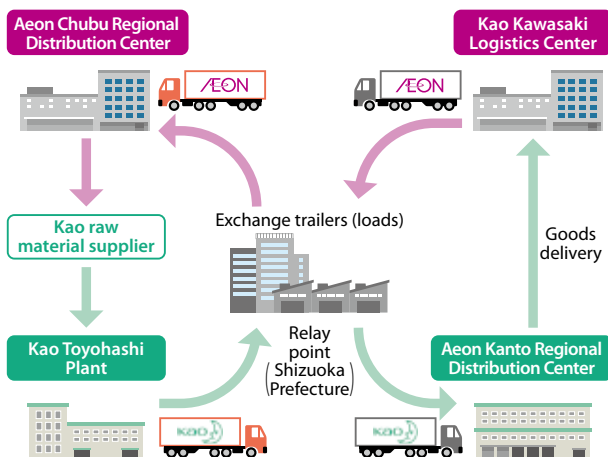 Aeon Chubu Regional
Distribution Center
Kao Kawasaki
Logistics Center
ÆON
ÆON
Exchange trailers (loads)
Kao raw
material supplier
Goods
delivery
Kao Toyohashi
Plant
Relay
point
(Shizuoka
Prefecture)
Aeon Kanto Regional
Distribution Center
Kao
Kao